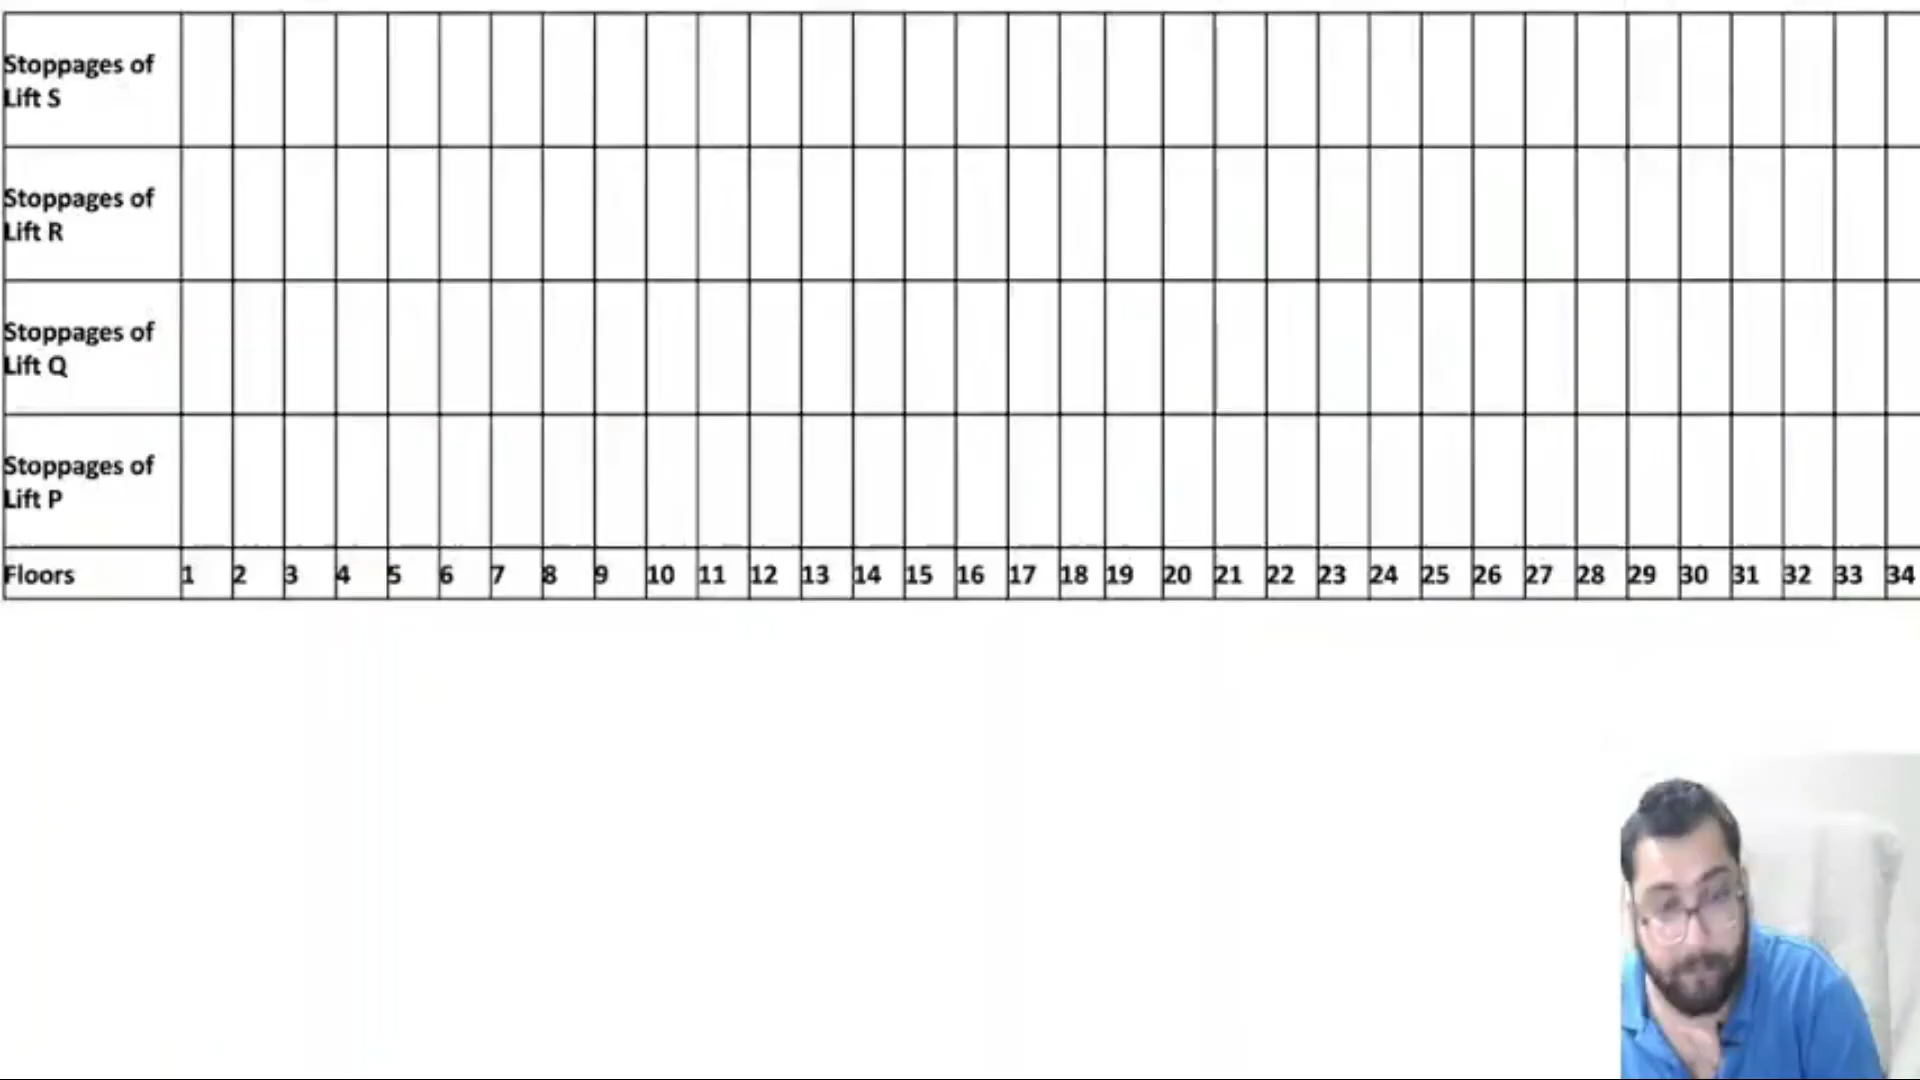 Stoppages of
Lift S
Stoppages of
Lift R
Stoppages of
Lift Q
Stoppages of
Lift P
Floors 1 2 3 4 5 6 7 8 9 10 11 12 13 14 15 16 17 18 19 20 21 22 23 24 25 26 27 28 29 30 31 32 33 34